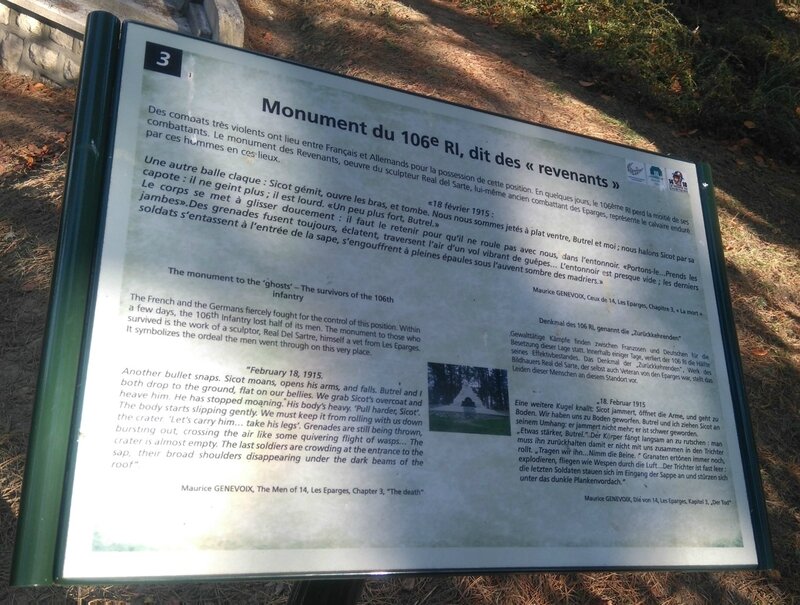 3
Monument du 106e RI, dit des « revenants »
Des combats très violents ont lieu entre Français et Allemands pour la possession de cette position. En quelques jours, le 106ème RI perd la moitié de ses
combattants. Le monument des Revenants, oeuvre du sculpteur Real del Sarte, lui-même ancien combattant des Eparges, représente le calvaire enduré
par ces hommes en ces lieux.
«18 février 1915 :
Une autre balle claque : Sicot gémit, ouvre les bras, et tombe. Nous nous sommes jetés à plat ventre, Butrel et moi ; nous halons Sicot par sa
capote : il ne geint plus ; il est lourd. «Un peu plus fort, Butrel.»
Le corps se met à glisser doucement : il faut le retenir pour qu'il ne roule pas avec nous, dans l'entonnoir. «Portons-le...Prends les
jambes».Des grenades fusent toujours, éclatent, traversent l'air d'un vol vibrant de guêpes... L'entonnoir est presque vide ; les derniers
soldats s'entassent à l'entrée de la sape, s'engouffrent à pleines épaules sous l'auvent sombre des madriers.»
Maurice GENEVOIX, Ceux de 14, Les Eparges, Chapitre 3, « La mort »
The monument to the 'ghosts' – The survivors of the 106th
infantry
The French and the Germans fiercely fought for the control of this position. Within
a few days, the 106th Infantry lost half of its men. The monument to those who
survived is the work of a sculptor, Real Del Sartre, himself a vet from Les Eparges.
It symbolizes the ordeal the men went through on this very place.
"February 18, 1915.
Another bullet snaps. Sicot moans, opens his arms, and falls. Butrel and I
both drop to the ground, flat on our bellies. We grab Sicot's overcoat and
heave him. He has stopped moaning. His body's heavy. 'Pull harder, Sicot'.
The body starts slipping gently. We must keep it from rolling with us down
the crater. 'Let's carry him... take his legs'. Grenades are still being thrown,
bursting out, crossing the air like some quivering flight of wasps... The
crater is almost empty. The last soldiers are crowding at the entrance to the
sap, their broad shoulders disappearing under the dark beams of the
roof"
Maurice GENEVOIX, The Men of 14, Les Eparges, Chapter 3, "The death"
Denkmal des 106 RI, genannt die „Zurückkehrenden"
Gewalttätige Kämpfe finden zwischen Franzosen und Deutschen für die
Besetzung dieser Lage statt. Innerhalb einiger Tage, verliert der 106 RI die Hälfte
seines Effektivbestandes. Das Denkmal der „Zurückkehrenden", Werk des
Bildhauers Real del Sarte, der selbst auch Veteran von den Eparges war, stellt das
Leiden dieser Menschen an diesem Standort vor.
„18. Februar 1915
Eine weitere Kugel knallt: Sicot jammert, öffnet die Arme, und geht zu
Boden. Wir haben uns zu Boden geworfen, Butrel und ich ziehen Sicot an
seinem Umhang: er jammert nicht mehr er ist schwer geworden.
„Etwas stärker, Butrel." Der Körper fängt langsam an zu rutschen : man
muss ihn zurückhalten damit er nicht mit uns zusammen in den Trichter
rollt. „Tragen wir ihn...Nimm die Beine. " Granaten ertönen immer noch,
explodieren, fliegen wie Wespen durch die Luft...Der Trichter ist fast leer :
die letzten Soldaten stauen sich im Eingang der Sappe an und stürzen sich
unter das dunkle Plankenvordach."
Maurice GENEVOIX, Die von 14, Les Eparges, Kapitel 3, „Der Tod"